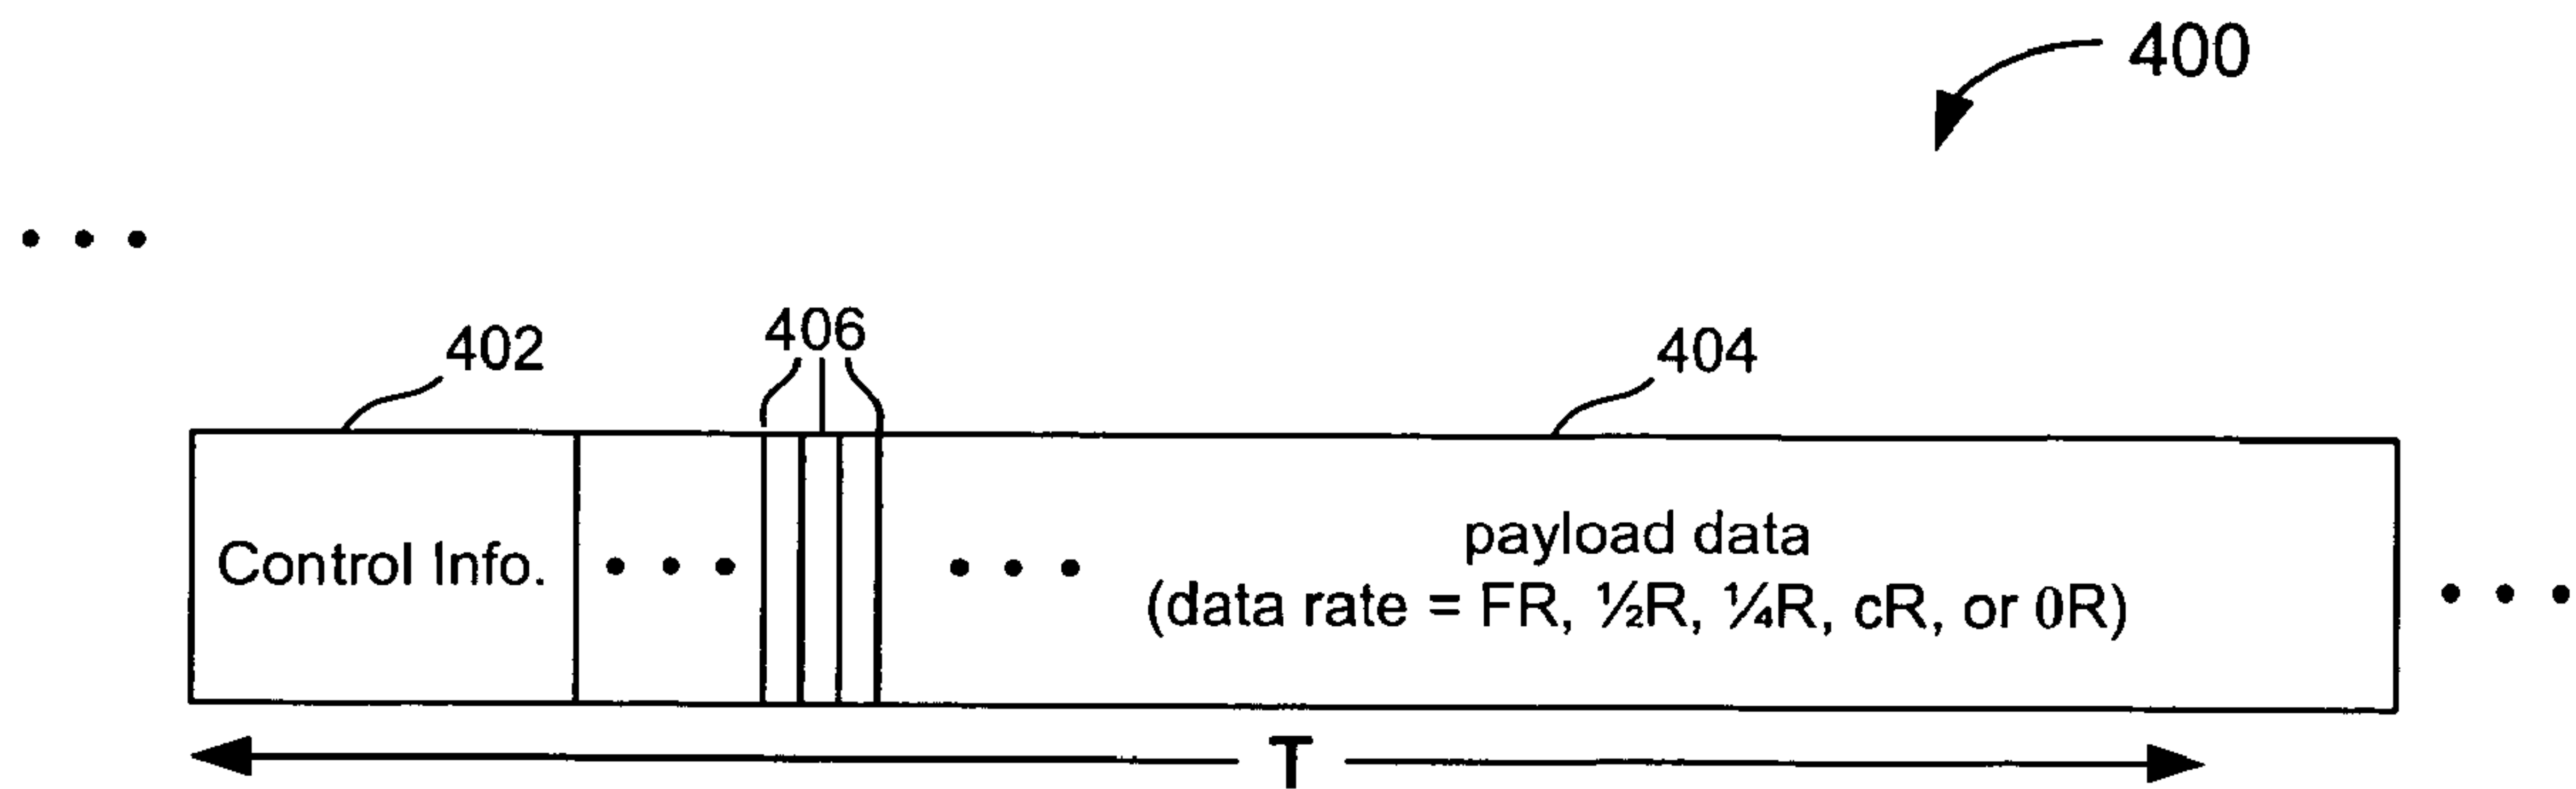 400
402
406
404
Control Info.
payload data
(data rate = FR, ½R, ¼R, cR, or 0R)
T